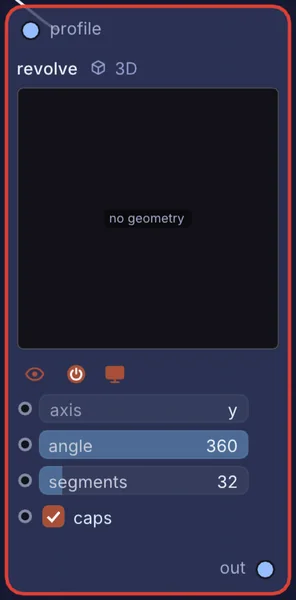 profile
revolve 3D
no geometry
axis y
angle 360
segments 32
caps
out